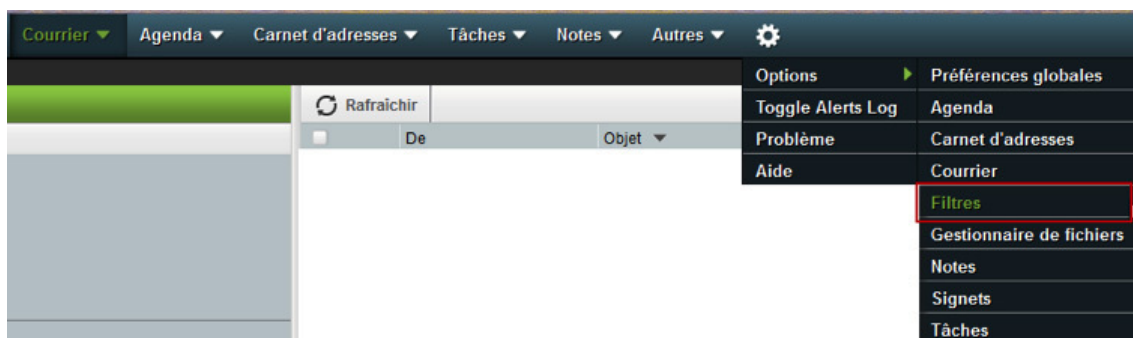 Courrier Agenda Carnet d'adresses Tâches Notes Autres
Options Préférences globales
Rafraîchir Toggle Alerts Log Agenda
De Objet Problème Carnet d'adresses
Aide Courrier
Filtres
Gestionnaire de fichiers
Notes
Signets
Tâches